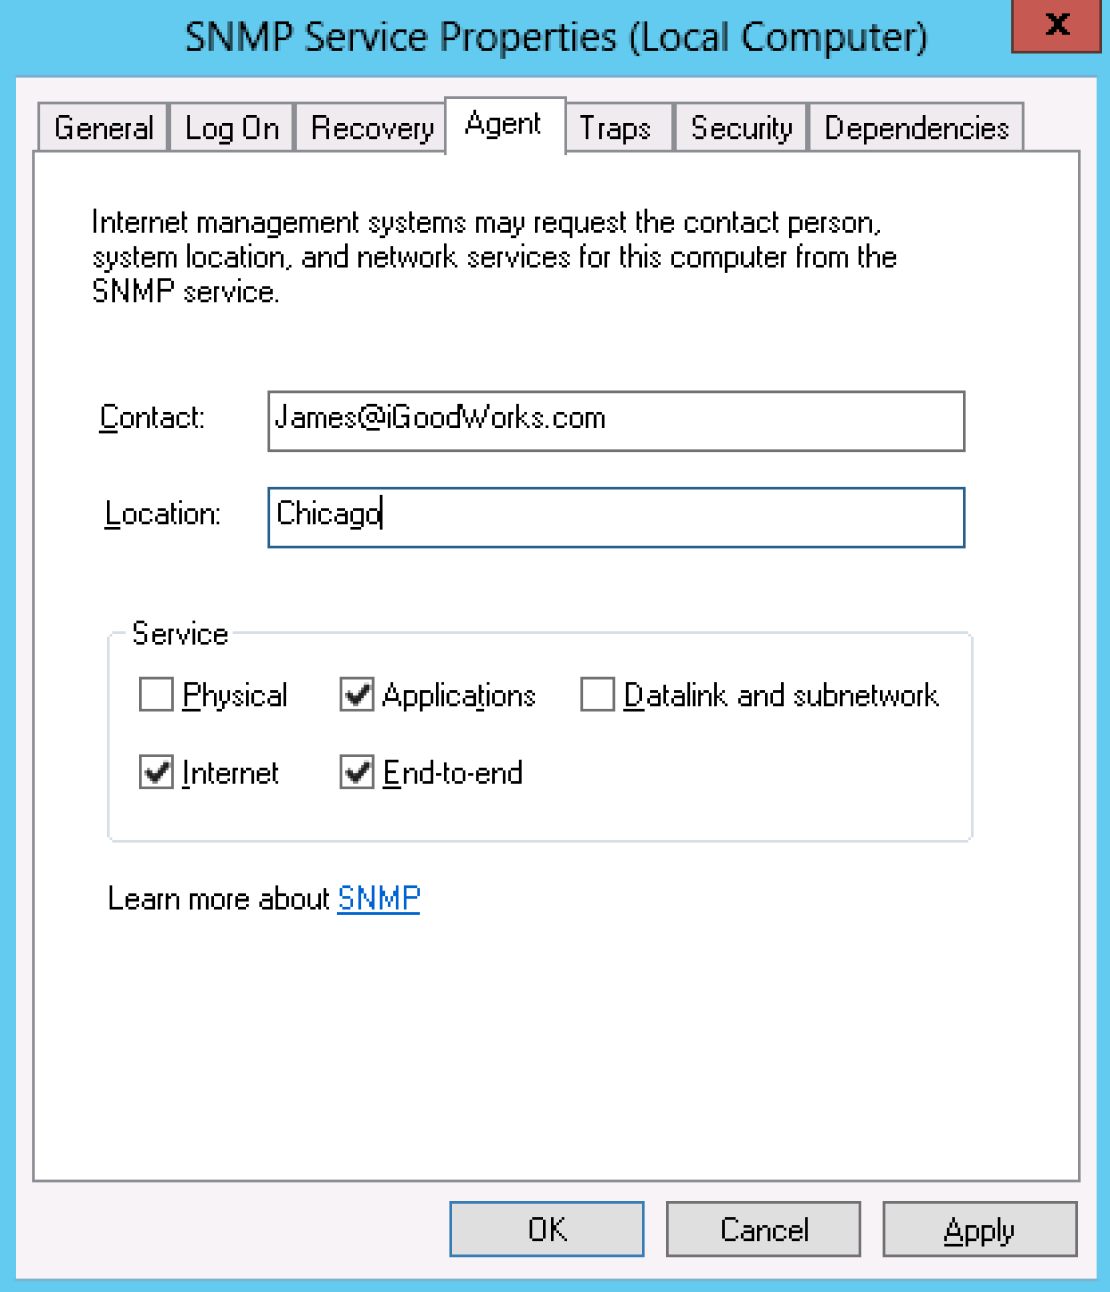 SNMP Service Properties (Local Computer)
x
General Log On Recovery Agent Traps Security Dependencies
Internet management systems may request the contact person,
system location, and network services for this computer from the
SNMP service.
Contact: James@iGoodWorks.com
Location: Chicago
Service
Physical Applications Datalink and subnetwork
Internet End-to-end
Learn more about SNMP
OK Cancel Apply